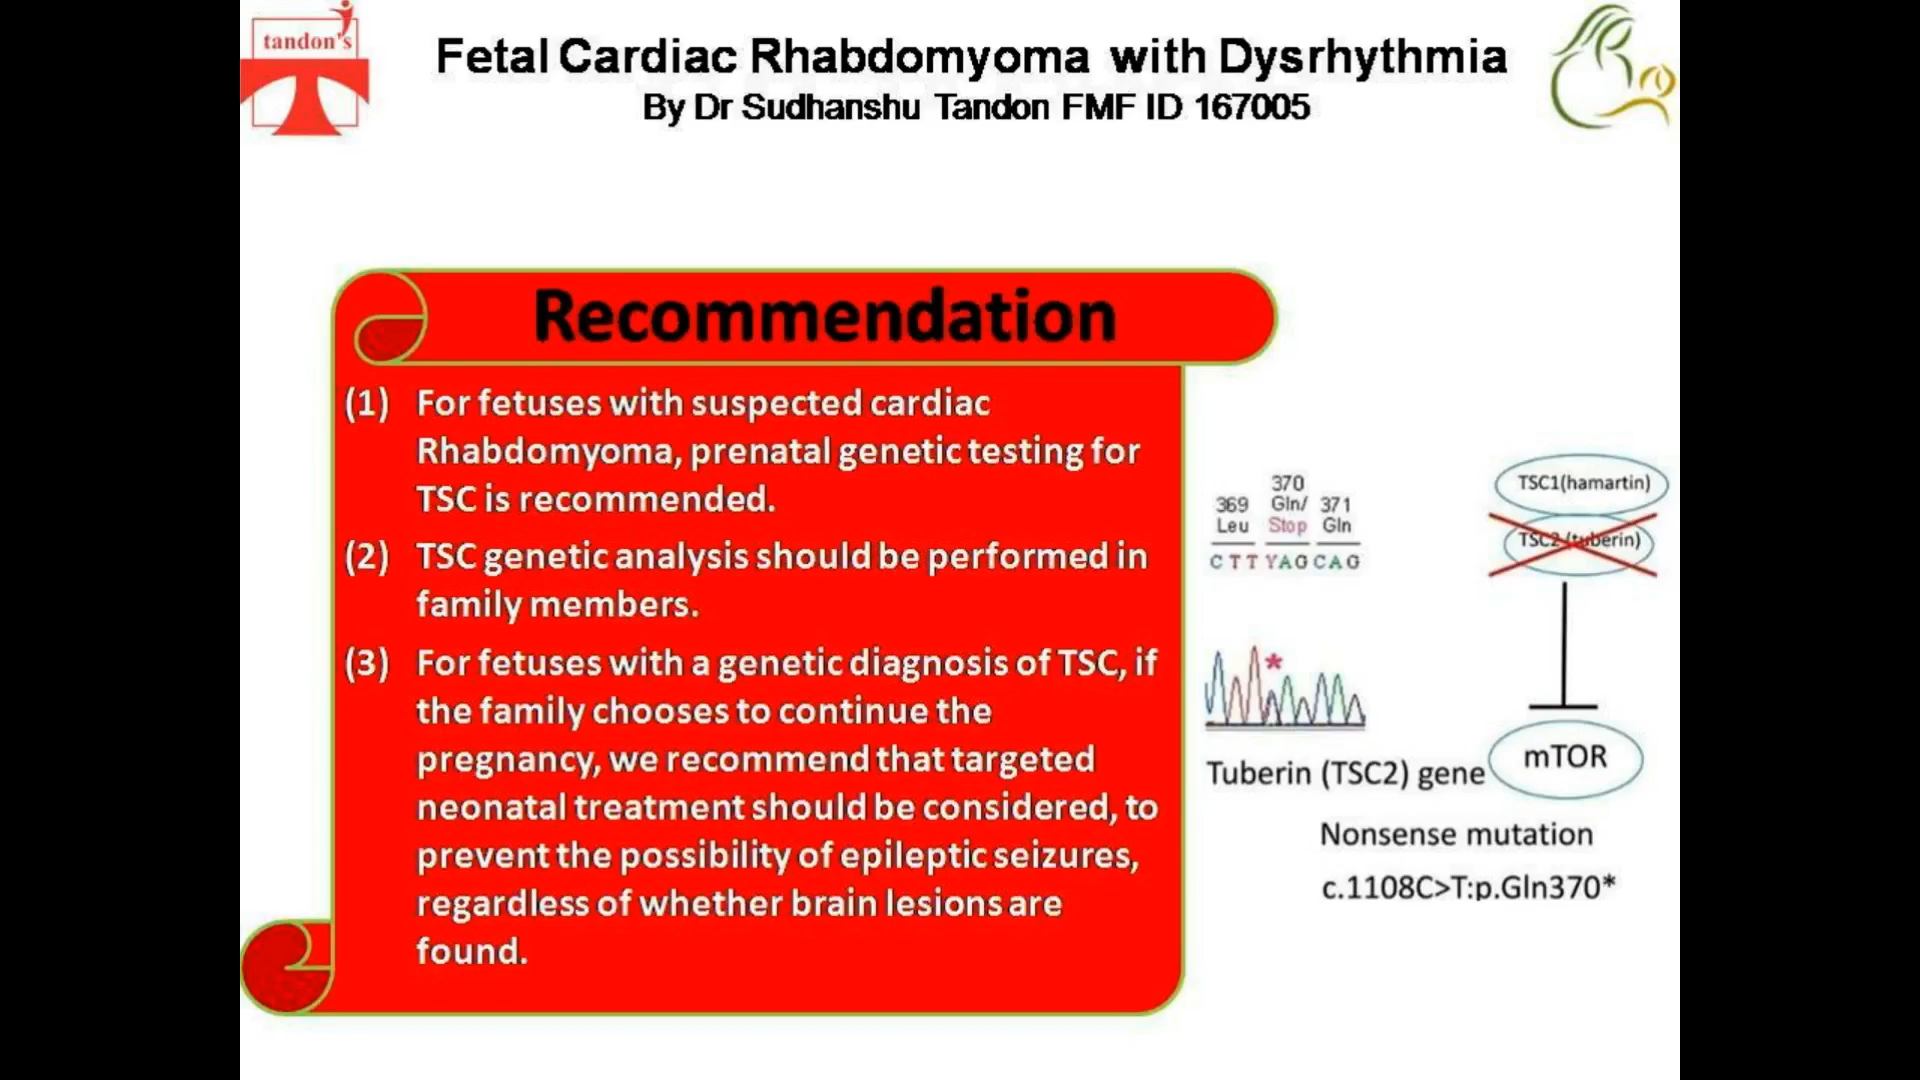 tandon's
Fetal Cardiac Rhabdomyoma with Dysrhythmia
By Dr Sudhanshu Tandon FMF ID 167005
Recommendation
(1) For fetuses with suspected cardiac
Rhabdomyoma, prenatal genetic testing for
TSC is recommended.
(2) TSC genetic analysis should be performed in
family members.
(3) For fetuses with a genetic diagnosis of TSC, if
the family chooses to continue the
pregnancy, we recommend that targeted
neonatal treatment should be considered, to
prevent the possibility of epileptic seizures,
regardless of whether brain lesions are
found.
370
369 Gln/ 371
Leu Stop Gln
CTTYAGCAG
*
Tuberin (TSC2) gene
TSC1(hamartin)
TSC2 (tuberin)
mTOR
Nonsense mutation
c.1108C>T:p.Gln370*